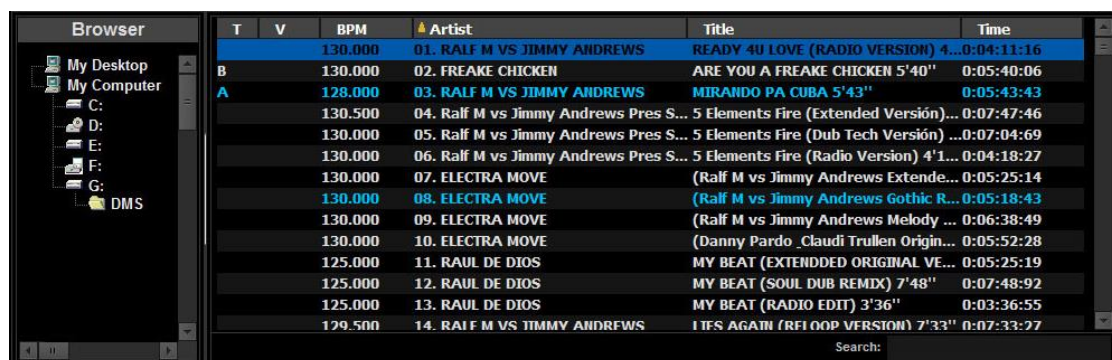 Browser
My Desktop
My Computer
C:
D:
E:
F:
G:
DMS
T V BPM Artist Title Time
130.000 01. RALF M VS JIMMY ANDREWS READY 4U LOVE (RADIO VERSION) 4...0:04:11:16
B 130.000 02. FREAKE CHICKEN ARE YOU A FREAKE CHICKEN 5'40'' 0:05:40:06
A 128.000 03. RALF M VS JIMMY ANDREWS MIRANDO PA CUBA 5'43'' 0:05:43:43
130.500 04. Ralf M vs Jimmy Andrews Pres S... 5 Elements Fire (Extended Versión)... 0:07:47:46
130.000 05. Ralf M vs Jimmy Andrews Pres S... 5 Elements Fire (Dub Tech Versión) ...0:07:04:69
130.000 06. Ralf M vs Jimmy Andrews Pres S... 5 Elements Fire (Radio Version) 4'1... 0:04:18:27
130.000 07. ELECTRA MOVE (Ralf M vs Jimmy Andrews Extende... 0:05:25:14
130.000 08. ELECTRA MOVE (Ralf M vs Jimmy Andrews Gothic R... 0:05:18:43
130.000 09. ELECTRA MOVE (Ralf M vs Jimmy Andrews Melody ... 0:06:38:49
130.000 10. ELECTRA MOVE (Danny Pardo _Claudi Trullen Origin... 0:05:52:28
125.000 11. RAUL DE DIOS MY BEAT (EXTENDDED ORIGINAL VE... 0:05:25:19
125.000 12. RAUL DE DIOS MY BEAT (SOUL DUB REMIX) 7'48'' 0:07:48:92
125.000 13. RAUL DE DIOS MY BEAT (RADIO EDIT) 3'36'' 0:03:36:55
129.500 14. RALF M VS JIMMY ANDREWS LIES AGAIN (RELOOP VERSION) 7'33'' 0:07:33:27
Search: